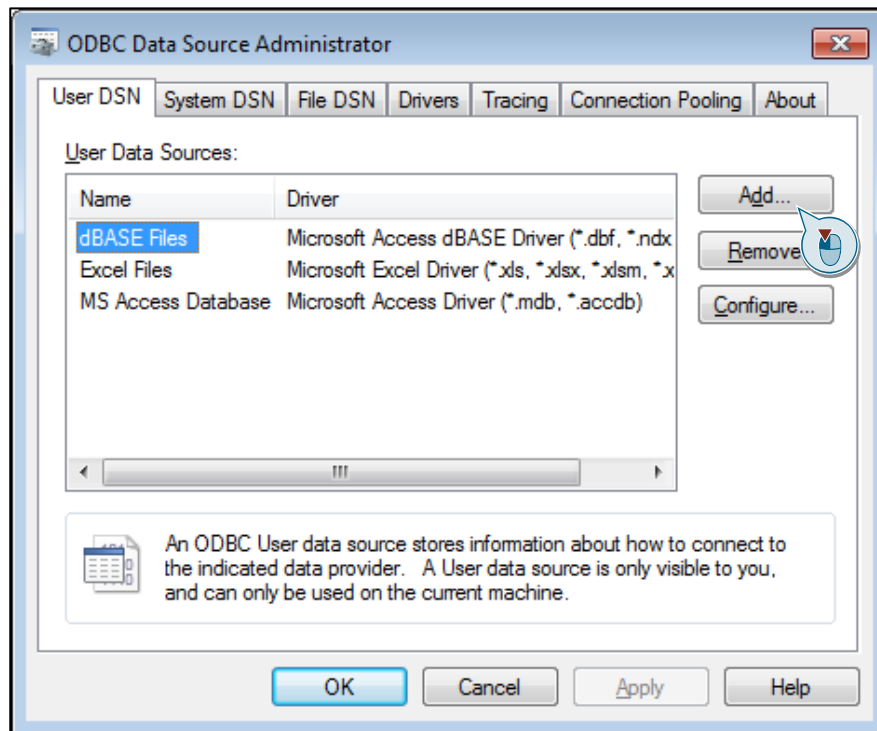 ODBC Data Source Administrator
User DSN System DSN File DSN Drivers Tracing Connection Pooling About
User Data Sources:
Name Driver
Add...
dBASE Files Microsoft Access dBASE Driver (*.dbf, *.ndx
Remove
Excel Files Microsoft Excel Driver (*.xls, *.xlsx, *.xlsm, *.x
MS Access Database Microsoft Access Driver (*.mdb, *.accdb)
Configure...
An ODBC User data source stores information about how to connect to
the indicated data provider. A User data source is only visible to you,
and can only be used on the current machine.
OK Cancel Apply Help